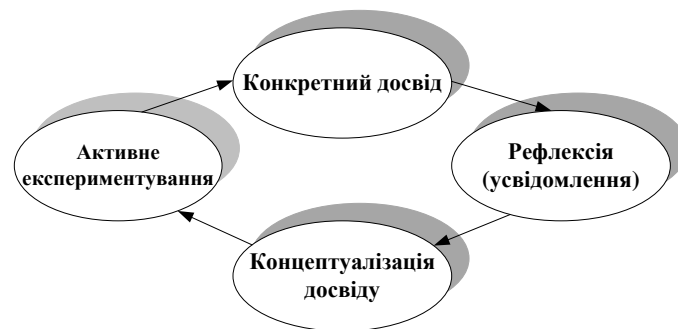 Конкретний досвід
Рефлексія
(усвідомлення)
Концептуалізація
досвіду
Активне
експериментування